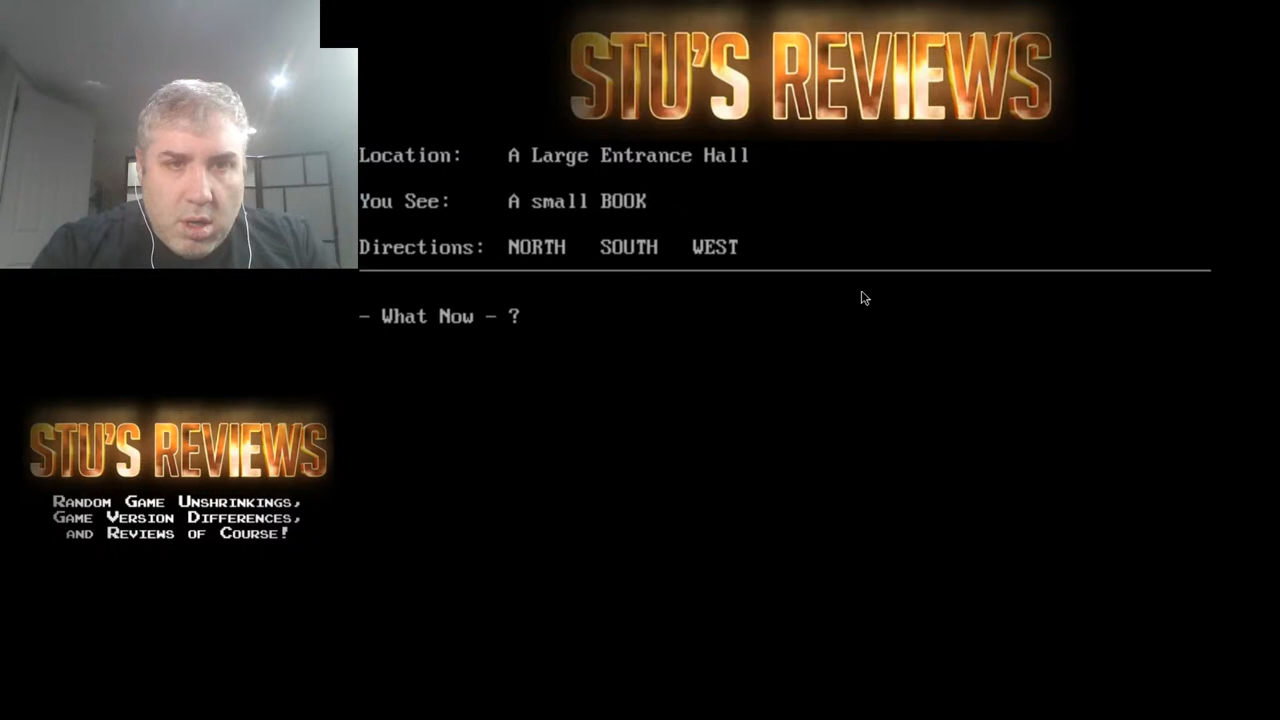 STU'S REVIEWS
Location: A Large Entrance Hall
You See: A small BOOK
Directions: NORTH SOUTH WEST
- What Now - ?
STU'S REVIEWS
RANDOM GAME UNSHRINKINGS,
GAME VERSION DIFFERENCES,
AND REVIEWS OF COURSE!